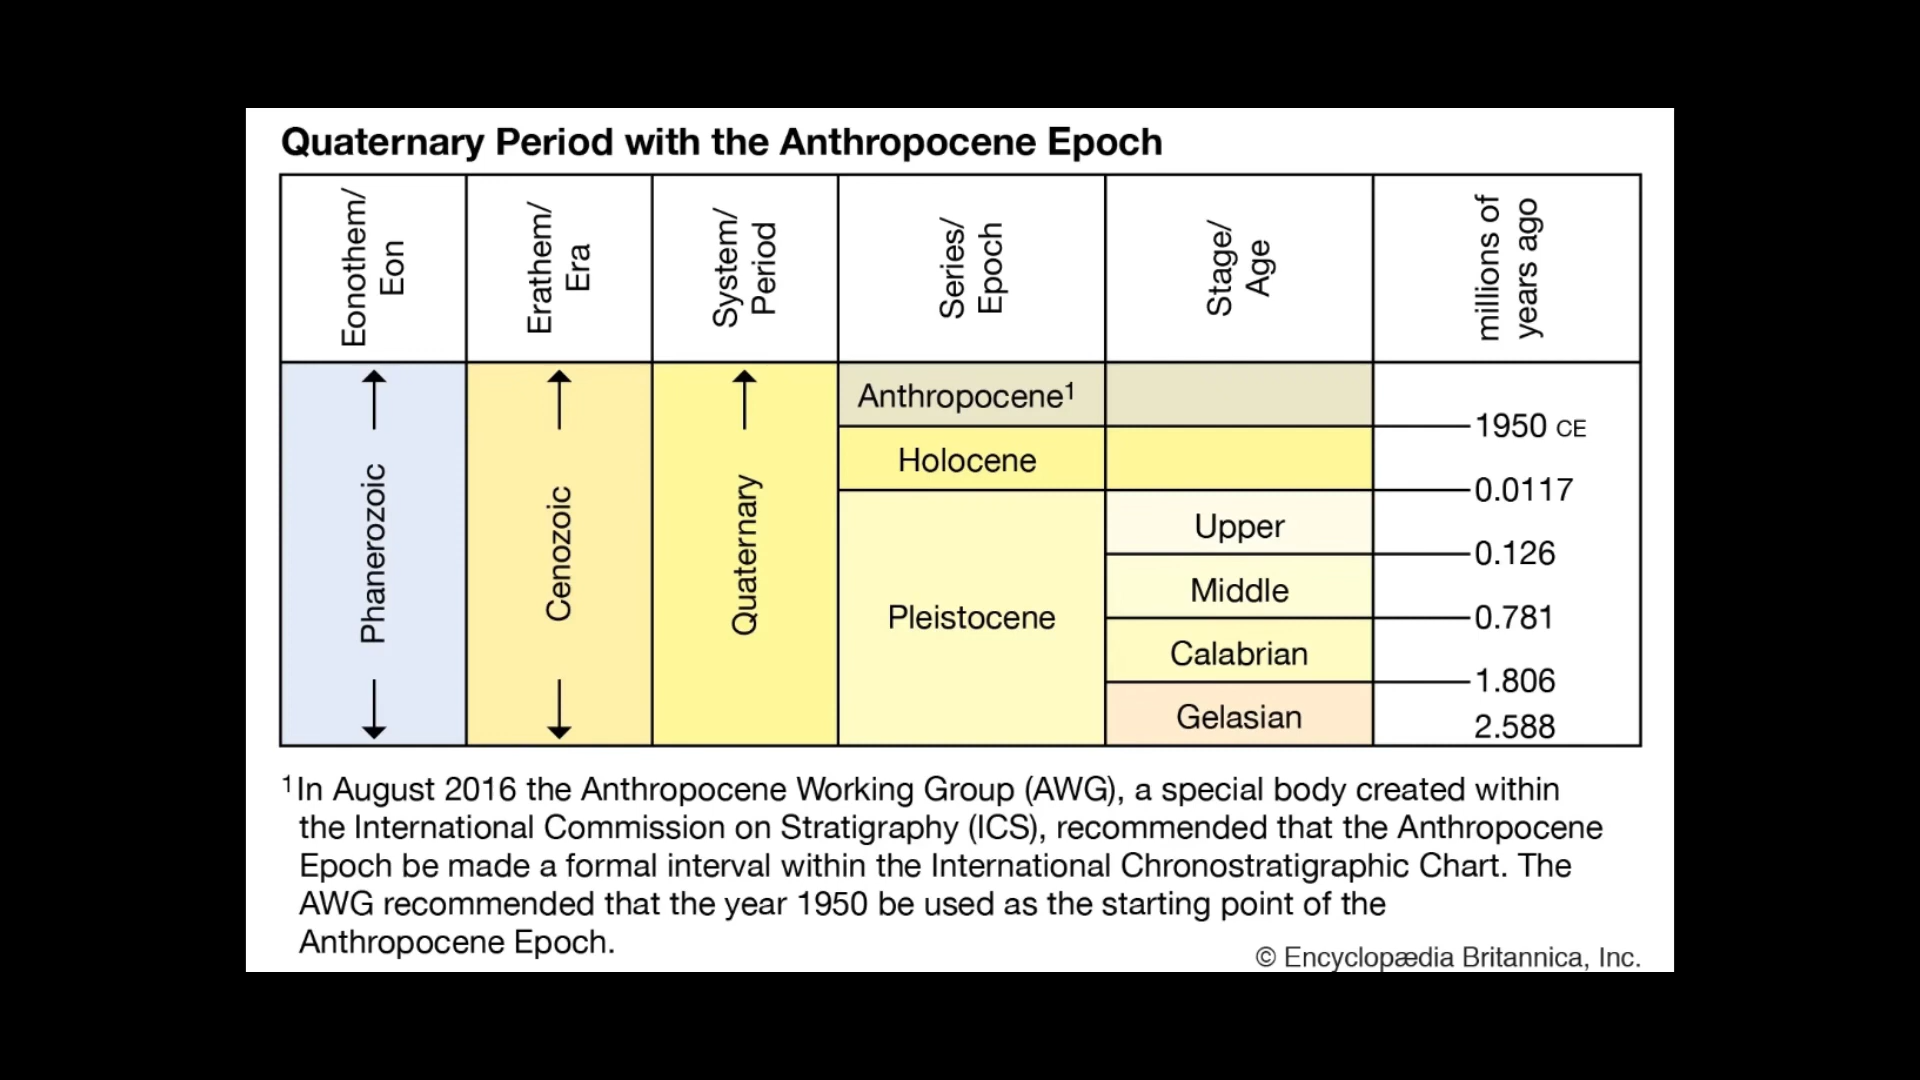 Quaternary Period with the Anthropocene Epoch
Eonothem/
Eon
Erathem/
Era
System/
Period
Series/
Epoch
Stage/
Age
millions of
years ago
Phanerozoic
Cenozoic
Quaternary
Anthropocene¹
1950 CE
Holocene
0.0117
Pleistocene
Upper
0.126
Middle
0.781
Calabrian
1.806
Gelasian
2.588
¹In August 2016 the Anthropocene Working Group (AWG), a special body created within
the International Commission on Stratigraphy (ICS), recommended that the Anthropocene
Epoch be made a formal interval within the International Chronostratigraphic Chart. The
AWG recommended that the year 1950 be used as the starting point of the
Anthropocene Epoch.
© Encyclopædia Britannica, Inc.